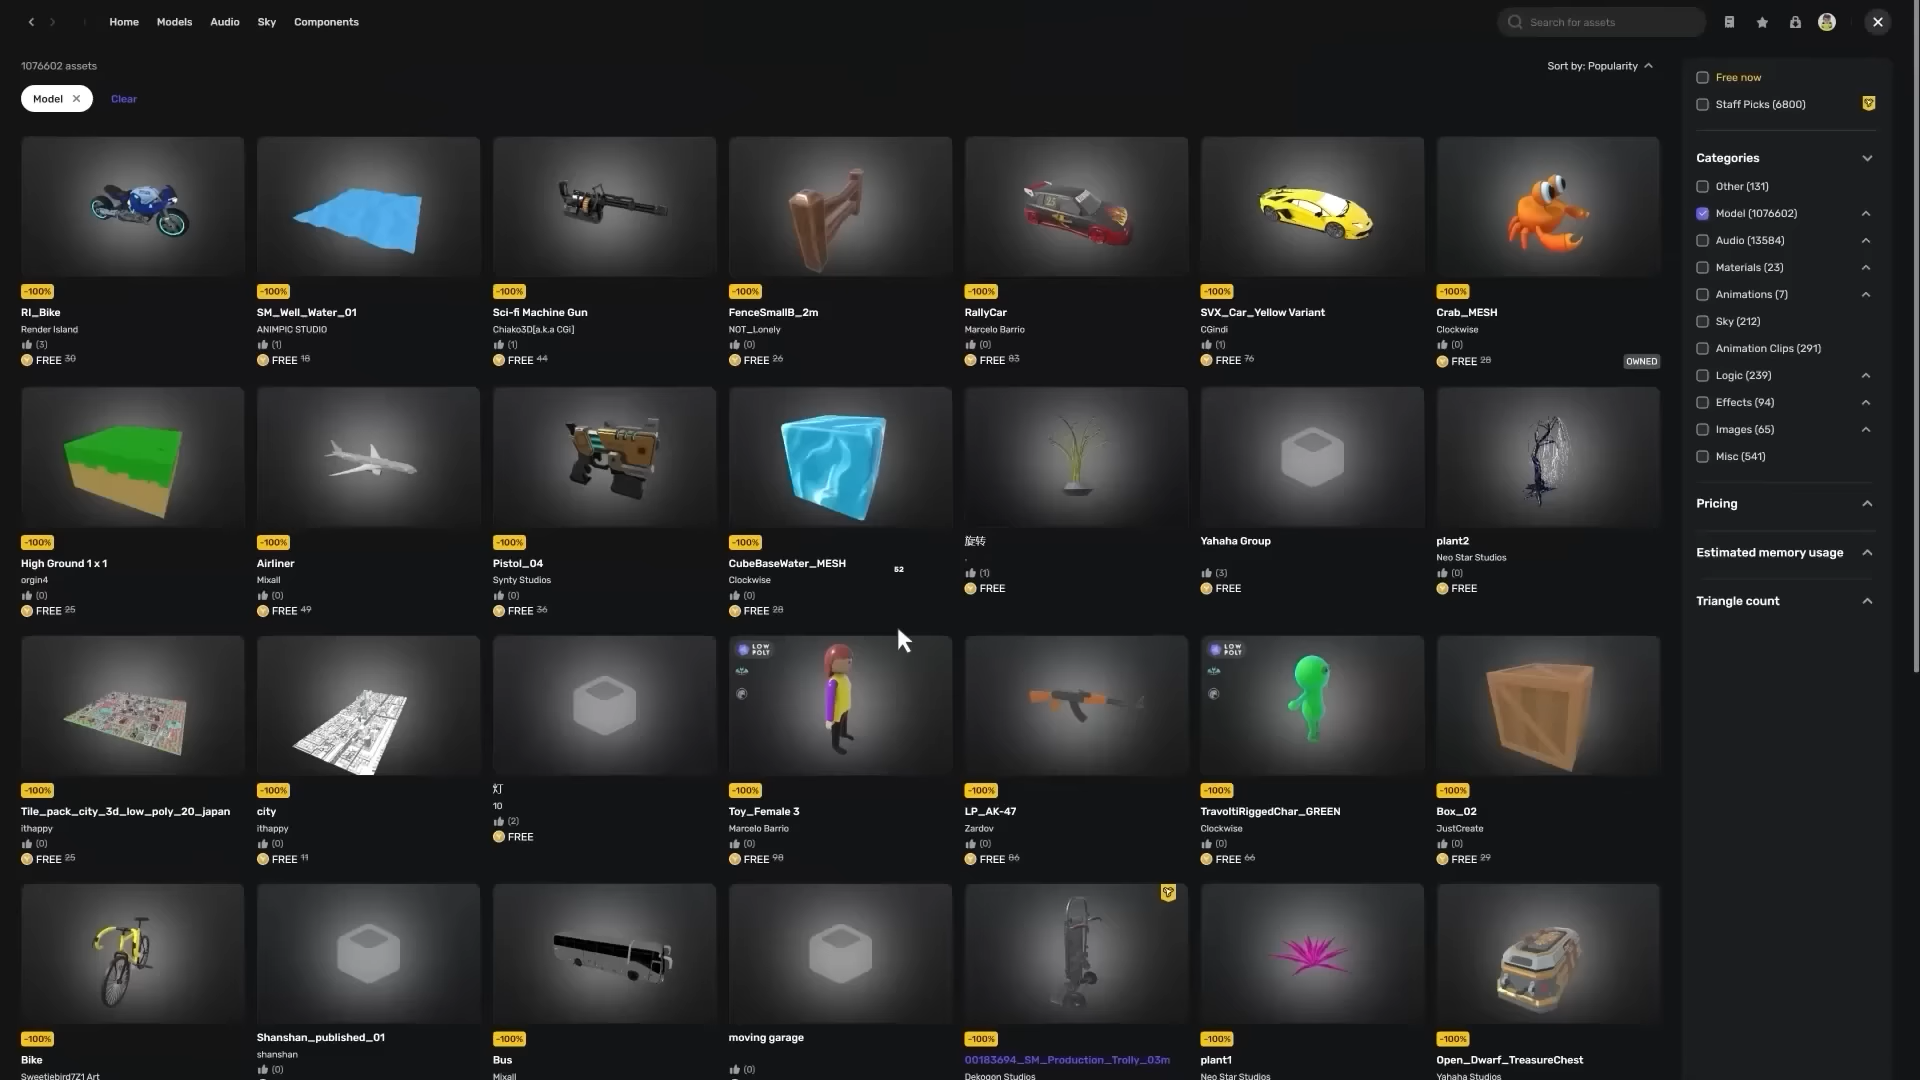 Home Models Audio Sky Components
Search for assets
1076602 assets
Sort by: Popularity
Model
Clear
Free now
Staff Picks (6800)
Categories
Other (131)
Model (1076602)
Audio (13584)
Materials (23)
Animations (7)
Sky (212)
Animation Clips (291)
Logic (239)
Effects (94)
Images (65)
Misc (541)
Pricing
Estimated memory usage
Triangle count
-100%
RI_Bike
Render Island
(3)
FREE 30
-100%
SM_Well_Water_01
ANIMPIC STUDIO
(1)
FREE 18
-100%
Sci-fi Machine Gun
Chiako3D[a.k.a CGi]
(1)
FREE 44
-100%
FenceSmallB_2m
NOT_Lonely
(0)
FREE 26
-100%
RallyCar
Marcelo Barrio
(0)
FREE 83
-100%
SVX_Car_Yellow Variant
CGindi
(1)
FREE 76
-100%
Crab_MESH
Clockwise
(0)
FREE 28
OWNED
-100%
High Ground 1 x 1
orgin4
(0)
FREE 25
-100%
Airliner
Mixall
(0)
FREE 49
-100%
Pistol_04
Synty Studios
(0)
FREE 36
-100%
CubeBaseWater_MESH
52
Clockwise
(0)
FREE 28
旋转
.
(1)
FREE
Yahaha Group
(3)
FREE
plant2
Neo Star Studios
(0)
FREE
-100%
Tile_pack_city_3d_low_poly_20_japan
ithappy
(0)
FREE 25
-100%
city
ithappy
(0)
FREE 11
灯
10
(2)
FREE
LOW
POLY
-100%
Toy_Female 3
Marcelo Barrio
(0)
FREE 98
-100%
LP_AK-47
Zardov
(0)
FREE 86
LOW
POLY
-100%
TravoltiRiggedChar_GREEN
Clockwise
(0)
FREE 66
-100%
Box_02
JustCreate
(0)
FREE 29
-100%
Bike
Sweetiebird7Z1 Art
Shanshan_published_01
shanshan
(0)
-100%
Bus
Mixall
moving garage
(0)
-100%
00183694_SM_Production_Trolly_03m
Dekogon Studios
-100%
plant1
Neo Star Studios
-100%
Open_Dwarf_TreasureChest
Yahaha Studios